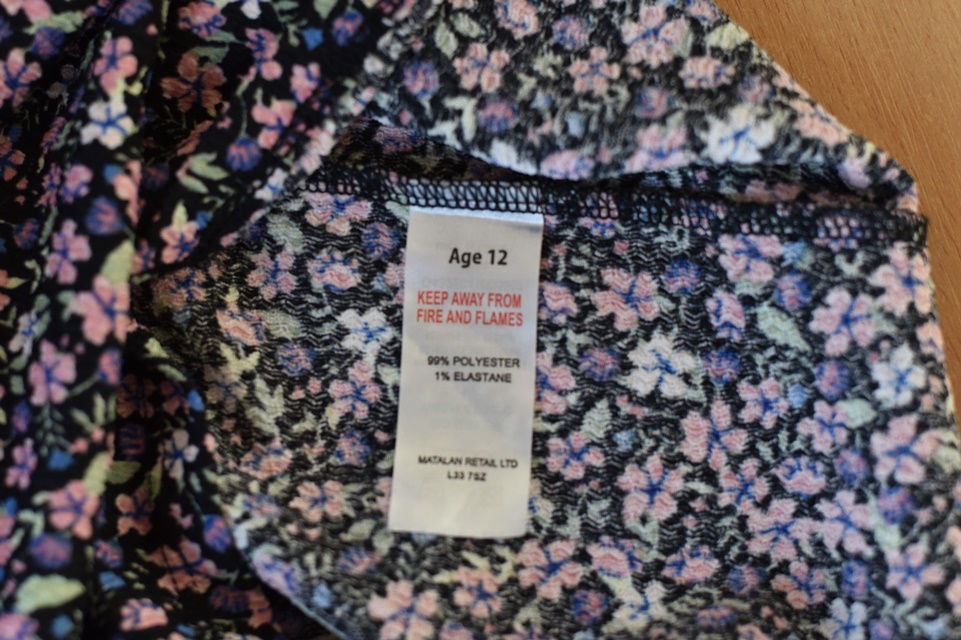 Age 12
KEEP AWAY FROM
FIRE AND FLAMES
99% POLYESTER
1% ELASTANE
MATALAN RETAIL LTD
L33 7SZ